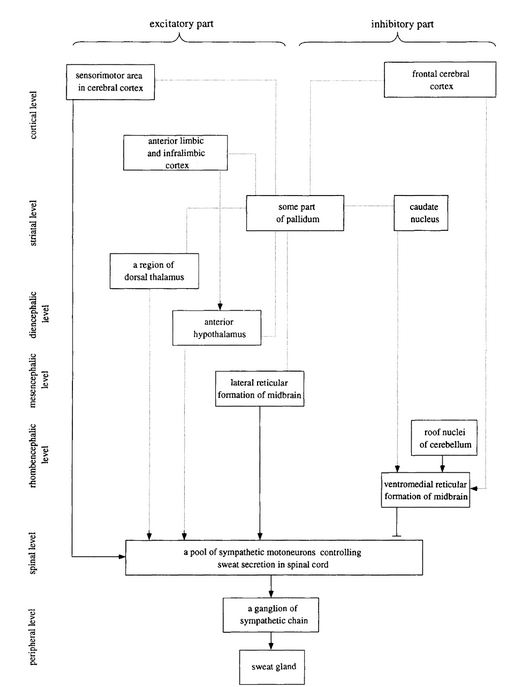 excitatory part
inhibitory part
sensorimotor area
in cerebral cortex
frontal cerebral
cortex
cortical level
anterior limbic
and infralimbic
cortex
some part
of pallidum
caudate
nucleus
striatal level
a region of
dorsal thalamus
anterior
hypothalamus
diencephalic
level
lateral reticular
formation of midbrain
mesencephalic
level
roof nuclei
of cerebellum
rhombencephalic
level
ventromedial reticular
formation of midbrain
a pool of sympathetic motoneurons controlling
sweat secretion in spinal cord
spinal level
a ganglion of
sympathetic chain
peripheral level
sweat gland